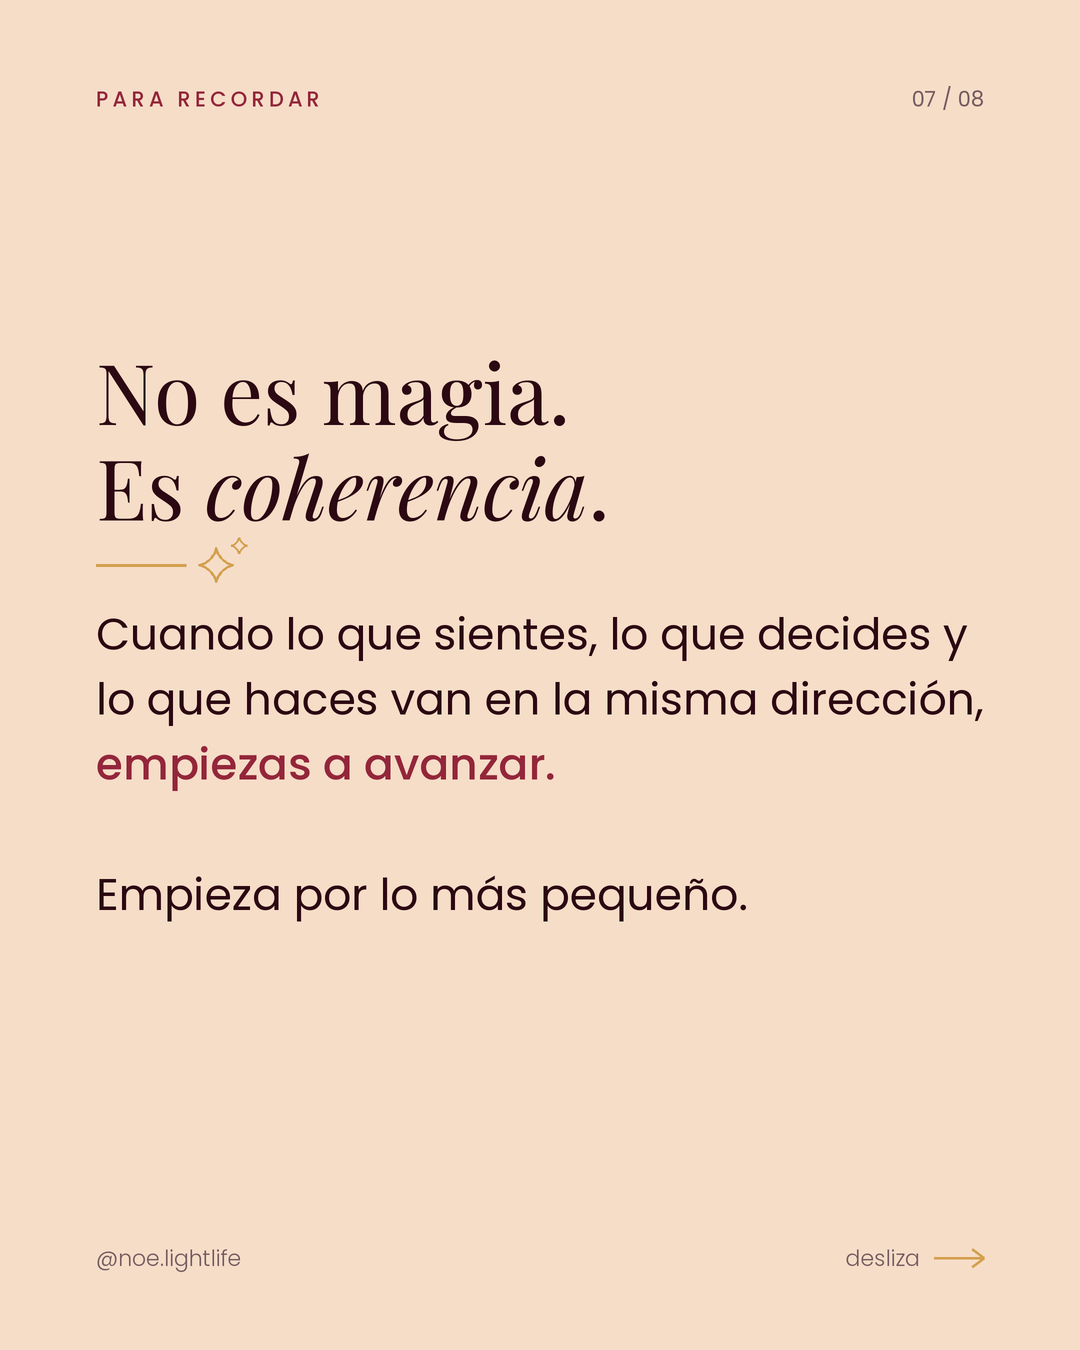 PARA RECORDAR
07 / 08
No es magia.
Es coherencia.
Cuando lo que sientes, lo que decides y
lo que haces van en la misma dirección,
empiezas a avanzar.
Empieza por lo más pequeño.
@noe.lightlife
desliza